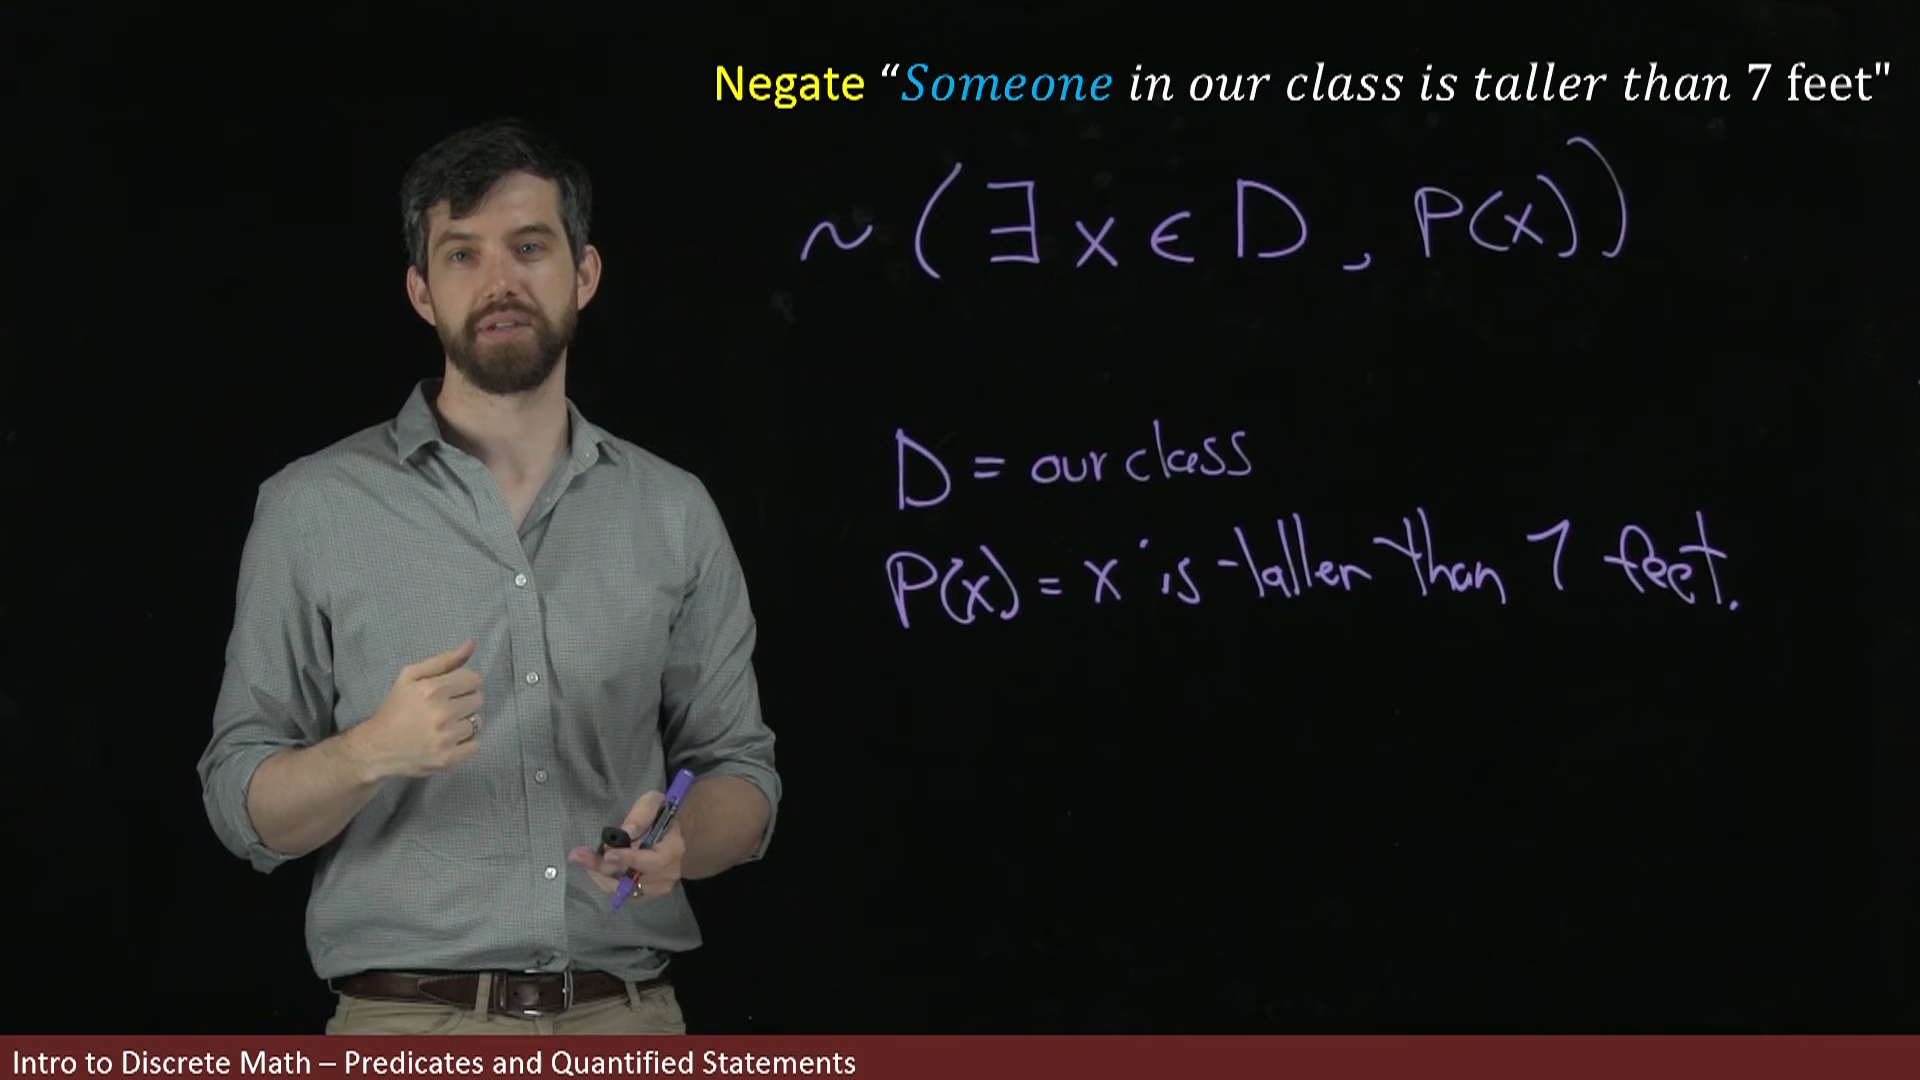 Negate “Someone in our class is taller than 7 feet"
~ ( ∃ x ∈ D , P(x) )
D = our class
P(x) = x is taller than 7 feet.
Intro to Discrete Math – Predicates and Quantified Statements